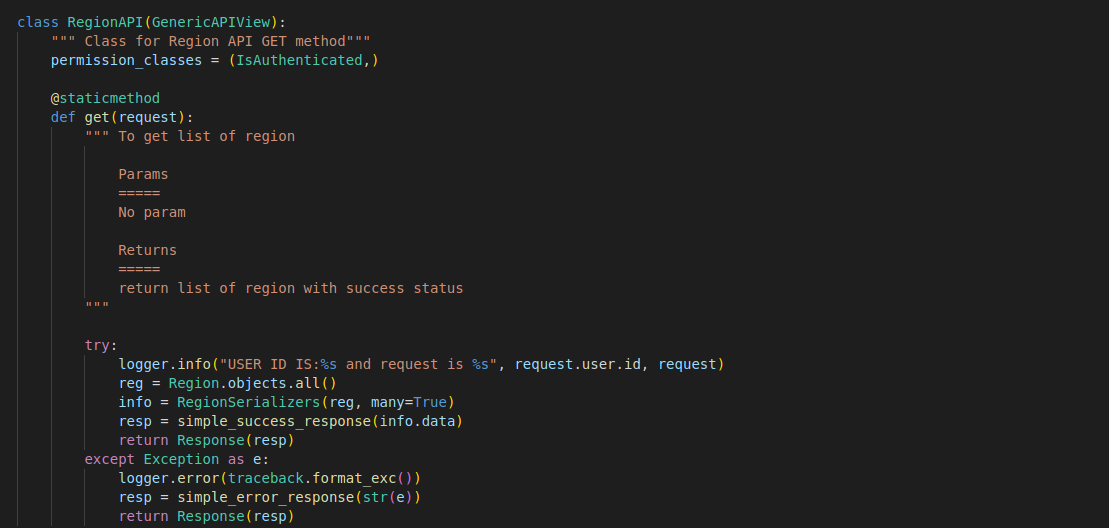 class RegionAPI(GenericAPIView):
    """ Class for Region API GET method"""
    permission_classes = (IsAuthenticated,)

    @staticmethod
    def get(request):
        """ To get list of region

            Params
            =====
            No param

            Returns
            =====
            return list of region with success status
        """

        try:
            logger.info("USER ID IS:%s and request is %s", request.user.id, request)
            reg = Region.objects.all()
            info = RegionSerializers(reg, many=True)
            resp = simple_success_response(info.data)
            return Response(resp)
        except Exception as e:
            logger.error(traceback.format_exc())
            resp = simple_error_response(str(e))
            return Response(resp)